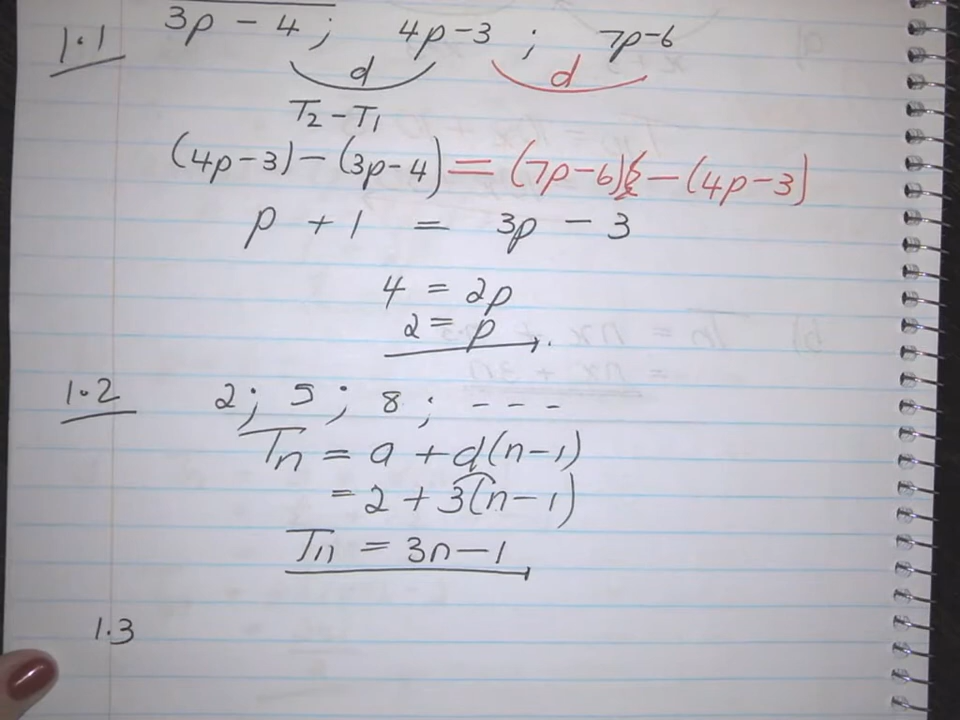 1.1 3p - 4 ; 4p - 3 ; 7p - 6
d d
T2 - T1
(4p - 3) - (3p - 4) = (7p - 6) - (4p - 3)
p + 1 = 3p - 3
4 = 2p
2 = p
1.2 2 ; 5 ; 8 ; - - -
Tn = a + d(n - 1)
= 2 + 3(n - 1)
Tn = 3n - 1
1.3